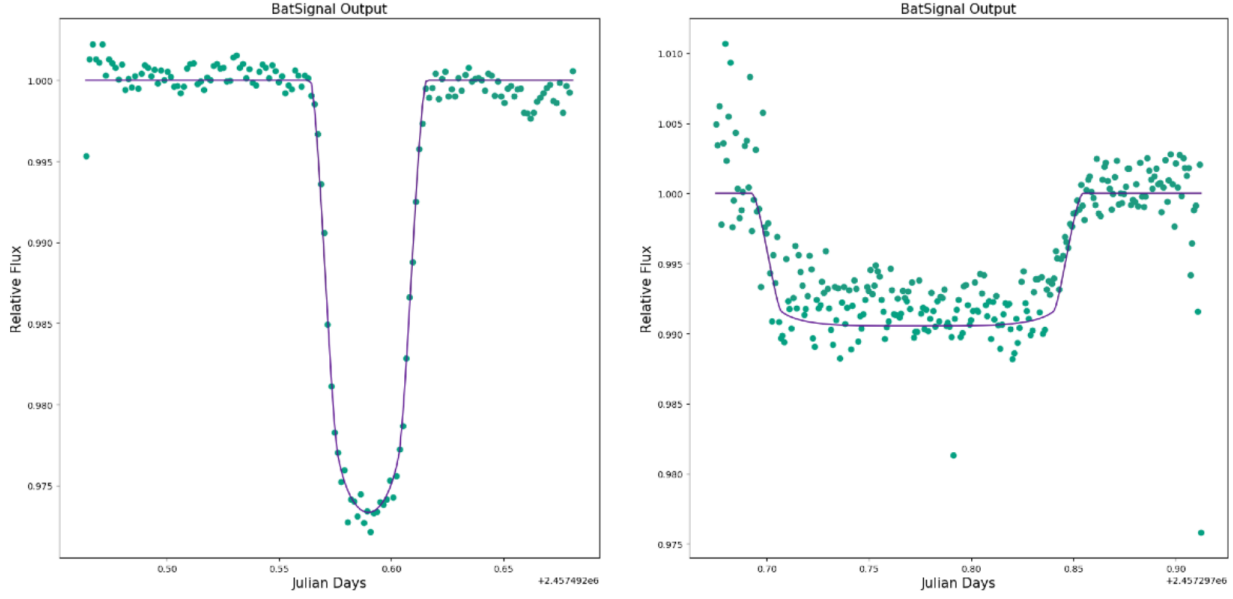 BatSignal Output
Relative Flux
1.000
0.995
0.990
0.985
0.980
0.975
0.50
0.55
0.60
0.65
+2.457492e6
Julian Days
BatSignal Output
Relative Flux
1.010
1.005
1.000
0.995
0.990
0.985
0.980
0.975
0.70
0.75
0.80
0.85
0.90
+2.457297e6
Julian Days